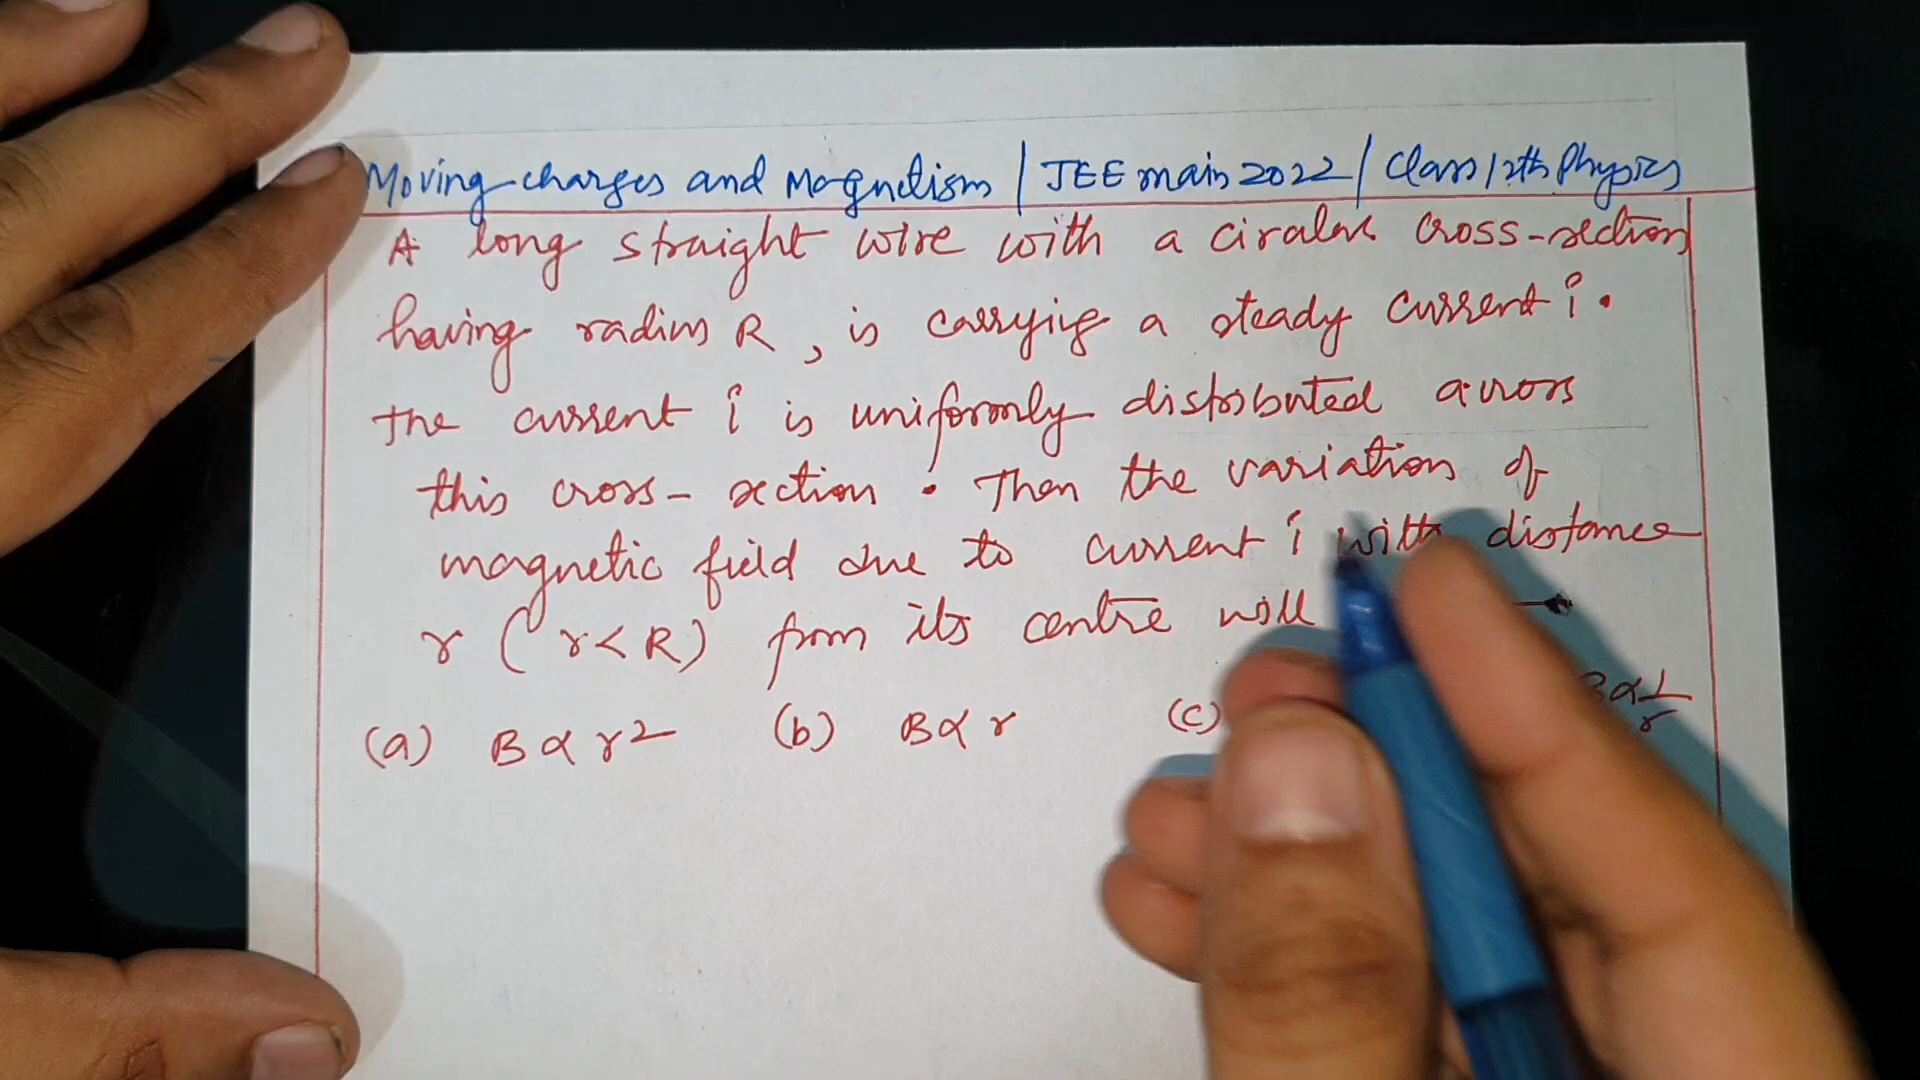 Moving charges and Magnetism | JEE main 2022 | Class 12th Physics
A long straight wire with a ciralar cross-section
having radius R, is carrying a steady current i.
The current i is uniformly distributed across
this cross-section. Then the variation of
magnetic field due to current i with distance
r (r<R) from its centre will
(a) B α r² (b) B α r (c) B α 1/r